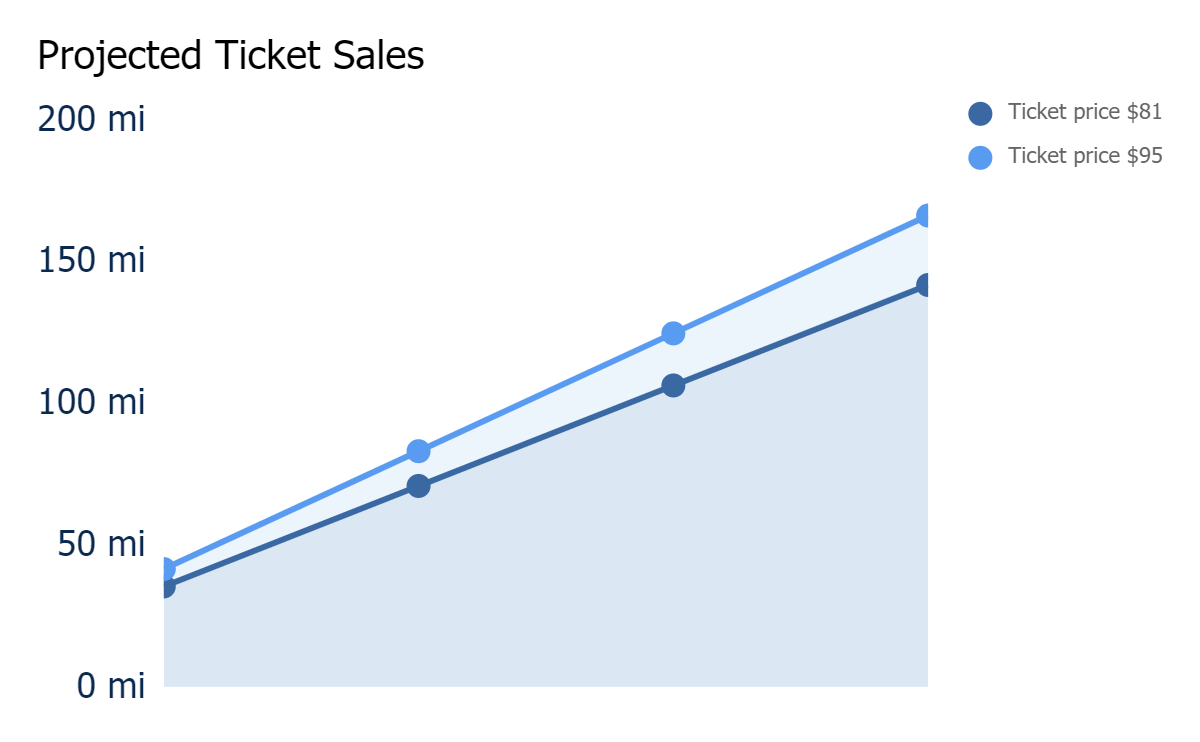 Projected Ticket Sales
200 mi
150 mi
100 mi
50 mi
0 mi
Ticket price $81
Ticket price $95